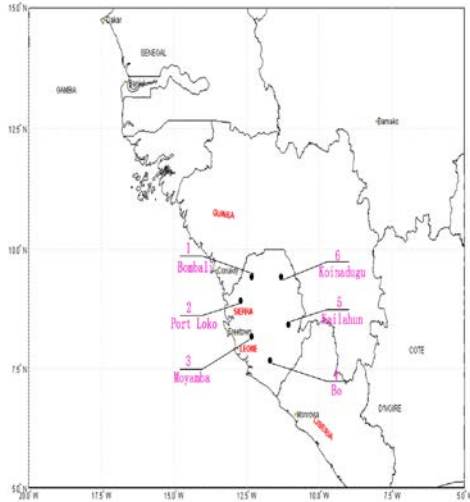 15.0°N
Dakar
SENEGAL
Banjul
GAMBA
12.5°N
Bamako
GUINEA
10.0°N
1
Bombali
6
Koinadugu
Conakry
2
Port Loko
SIERRA
5
Kailahun
Freetown
LEONE
3
Moyamba
7.5°N
4
Bo
COTE
D'IVOIRE
Monrovia
LIBERIA
5.0°N
20.0°W
17.5°W
15.0°W
12.5°W
10.0°W
7.5°W
5.0°W